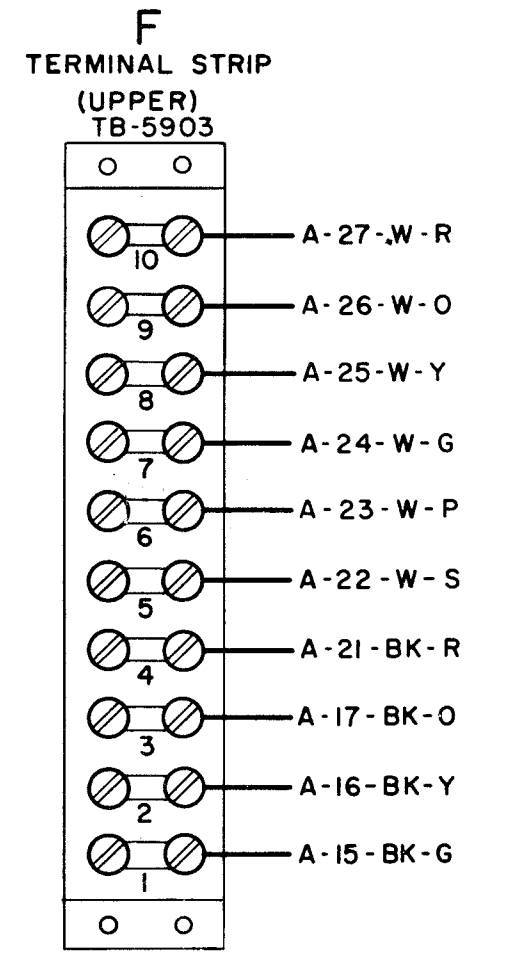 F
TERMINAL STRIP
(UPPER)
TB-5903
10 A-27-W-R
9 A-26-W-O
8 A-25-W-Y
7 A-24-W-G
6 A-23-W-P
5 A-22-W-S
4 A-21-BK-R
3 A-17-BK-O
2 A-16-BK-Y
1 A-15-BK-G